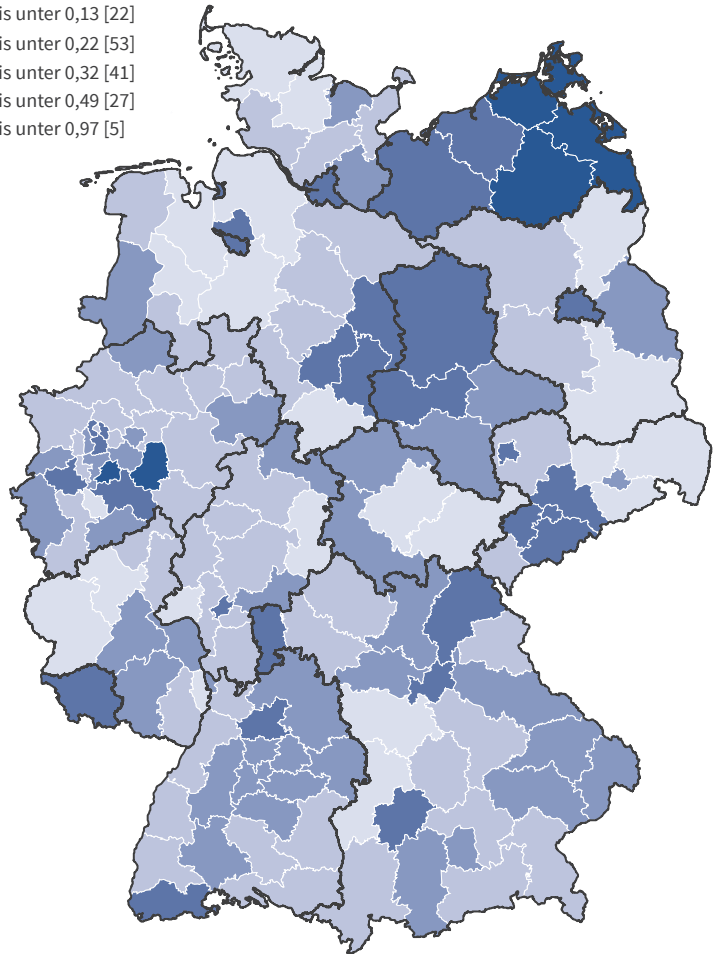 is unter 0,13 [22]
is unter 0,22 [53]
is unter 0,32 [41]
is unter 0,49 [27]
is unter 0,97 [5]